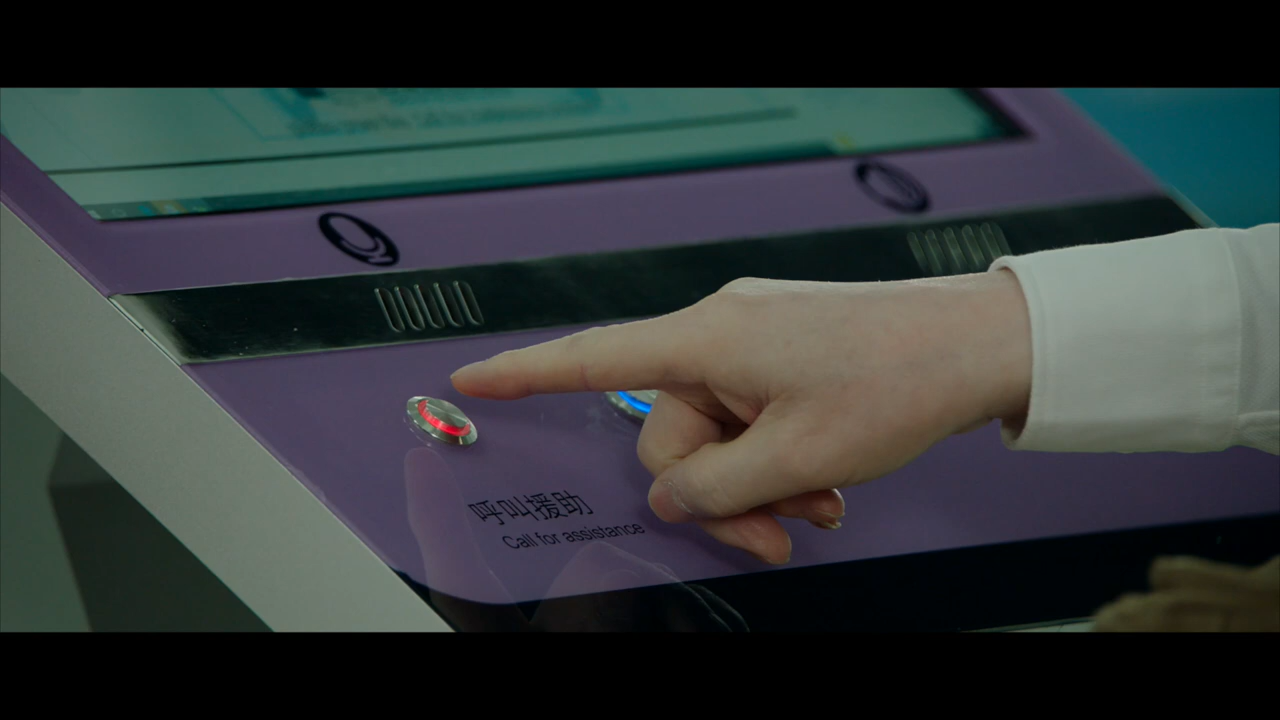 呼叫援助
Call for assistance